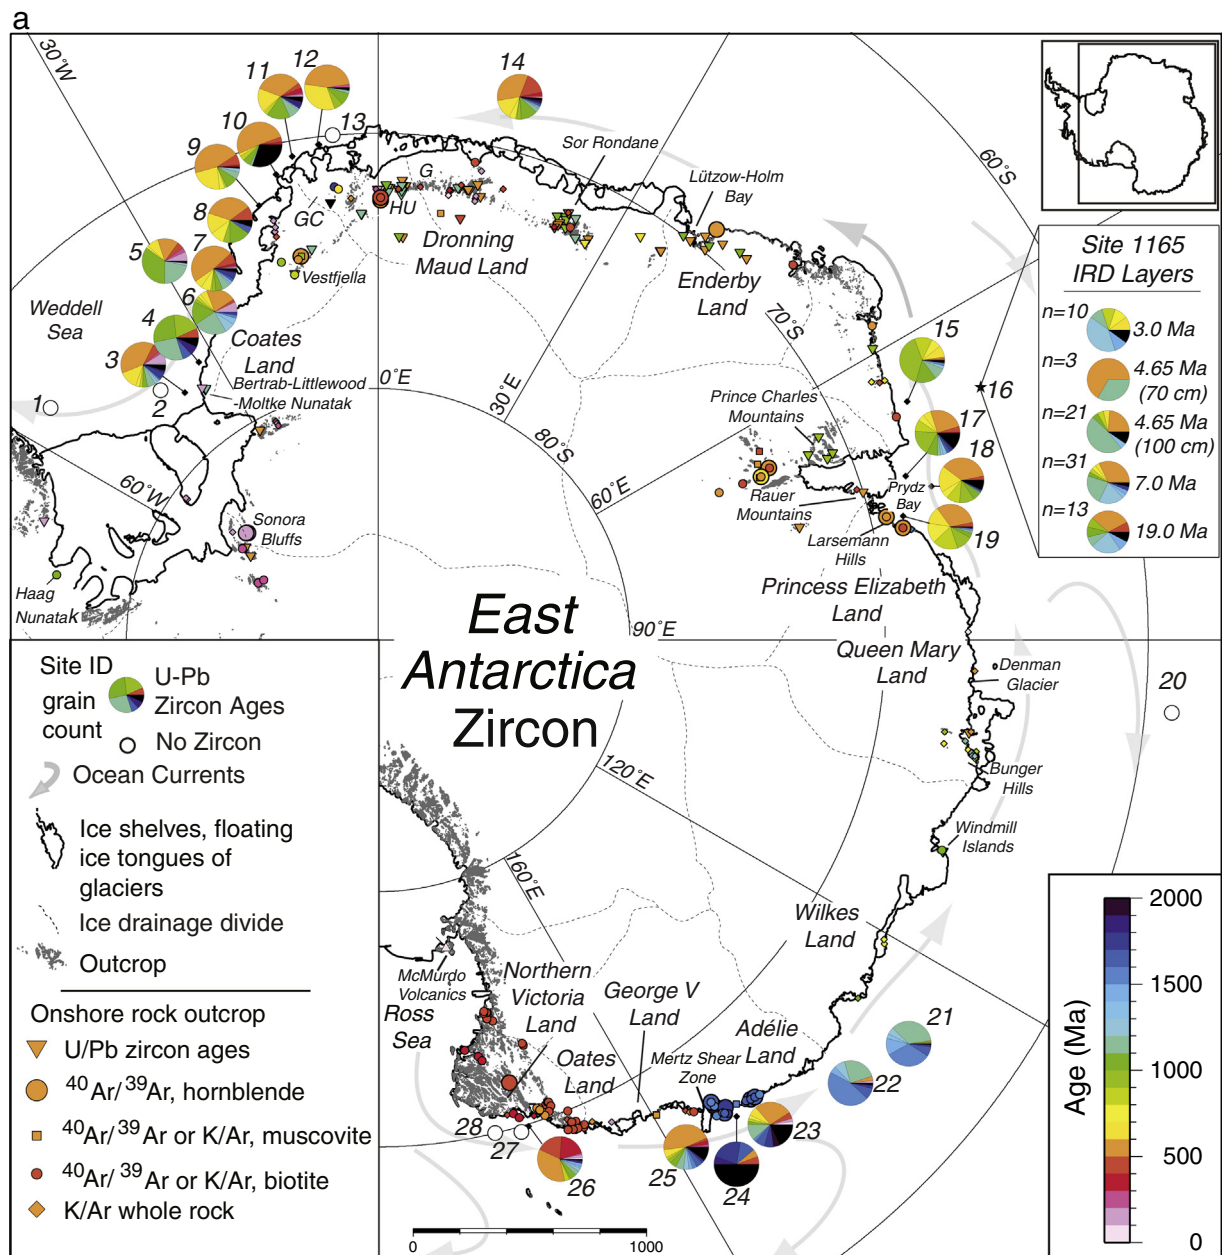 a
30°W
11
12
14
13
10
9
8
5
7
6
4
3
1
2
Sor Rondane
Lützow-Holm
Bay
60°S
G
GC
HU
Dronning
Maud Land
Vestfjella
Enderby
Land
70°S
Weddell
Sea
Coates
Land
Bertrab-Littlewood
-Moltke Nunatak
0°E
30°E
80°S
60°E
60°W
Prince Charles
Mountains
Rauer
Mountains
Prydz
Bay
Larsemann
Hills
15
16
17
18
19
Site 1165
IRD Layers
n=10
3.0 Ma
n=3
4.65 Ma
(70 cm)
n=21
4.65 Ma
(100 cm)
n=31
7.0 Ma
n=13
19.0 Ma
Sonora
Bluffs
Haag
Nunatak
Princess Elizabeth
Land
East
Antarctica
Zircon
90°E
Queen Mary
Land
Denman
Glacier
20
Bunger
Hills
120°E
Windmill
Islands
160°E
Wilkes
Land
Site ID
grain
count
U-Pb
Zircon Ages
No Zircon
Ocean Currents
Ice shelves, floating
ice tongues of
glaciers
Ice drainage divide
Outcrop
Onshore rock outcrop
U/Pb zircon ages
40Ar/ 39Ar, hornblende
40Ar/ 39Ar or K/Ar, muscovite
40Ar/ 39Ar or K/Ar, biotite
K/Ar whole rock
McMurdo
Volcanics
Ross
Sea
Northern
Victoria
Land
George V
Land
Oates
Land
Mertz Shear
Zone
Adélie
Land
21
22
23
24
25
26
27
28
0
1000
Age (Ma)
2000
1500
1000
500
0